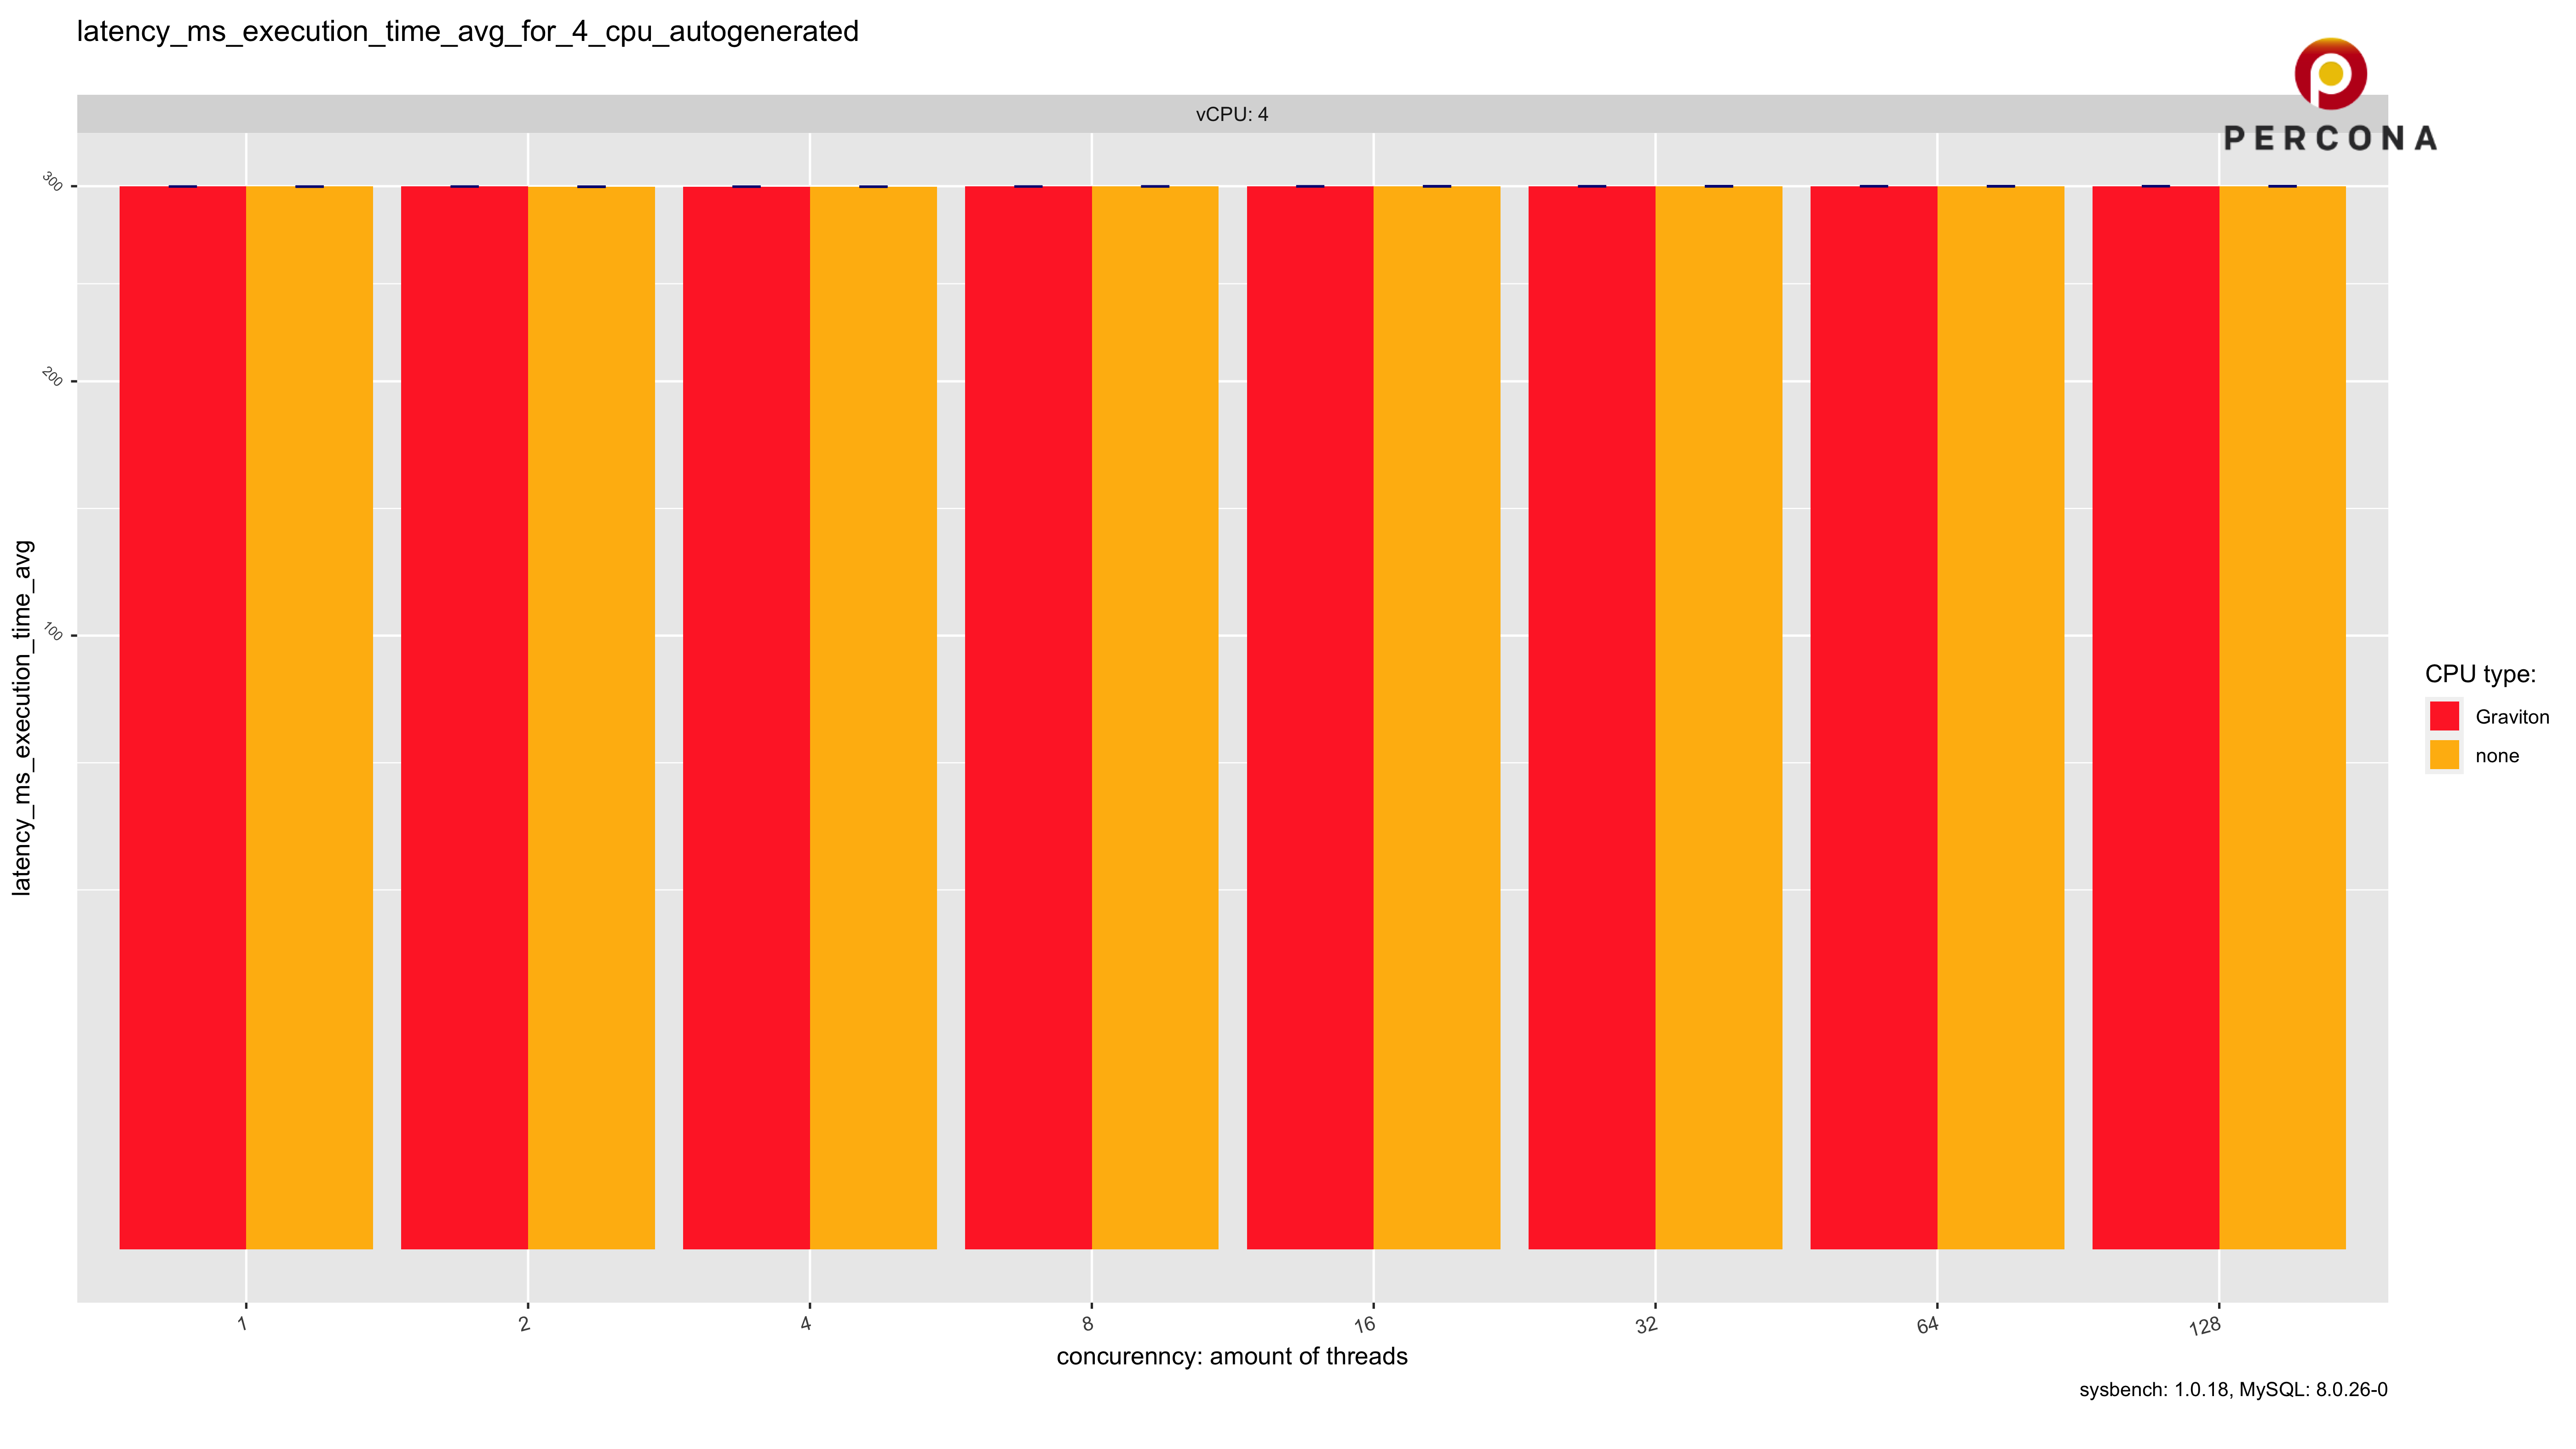 latency_ms_execution_time_avg_for_4_cpu_autogenerated
PERCONA
vCPU: 4
300
200
100
latency_ms_execution_time_avg
CPU type:
Graviton
none
1
2
4
8
16
32
64
128
concurenncy: amount of threads
sysbench: 1.0.18, MySQL: 8.0.26-0